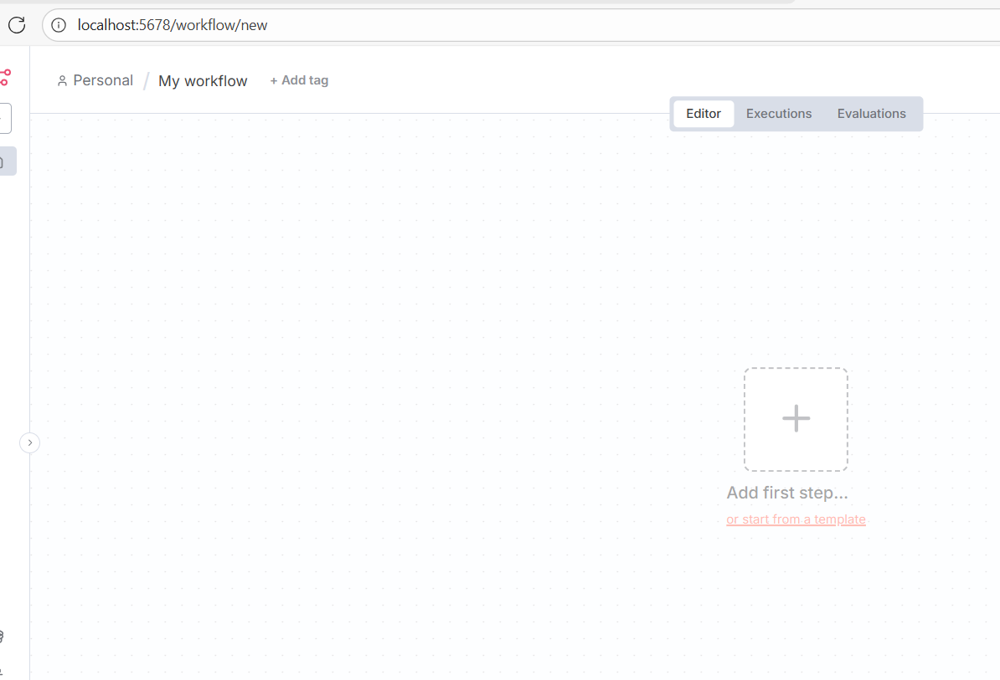 localhost:5678/workflow/new
Personal / My workflow + Add tag
Editor Executions Evaluations
Add first step...
or start from a template